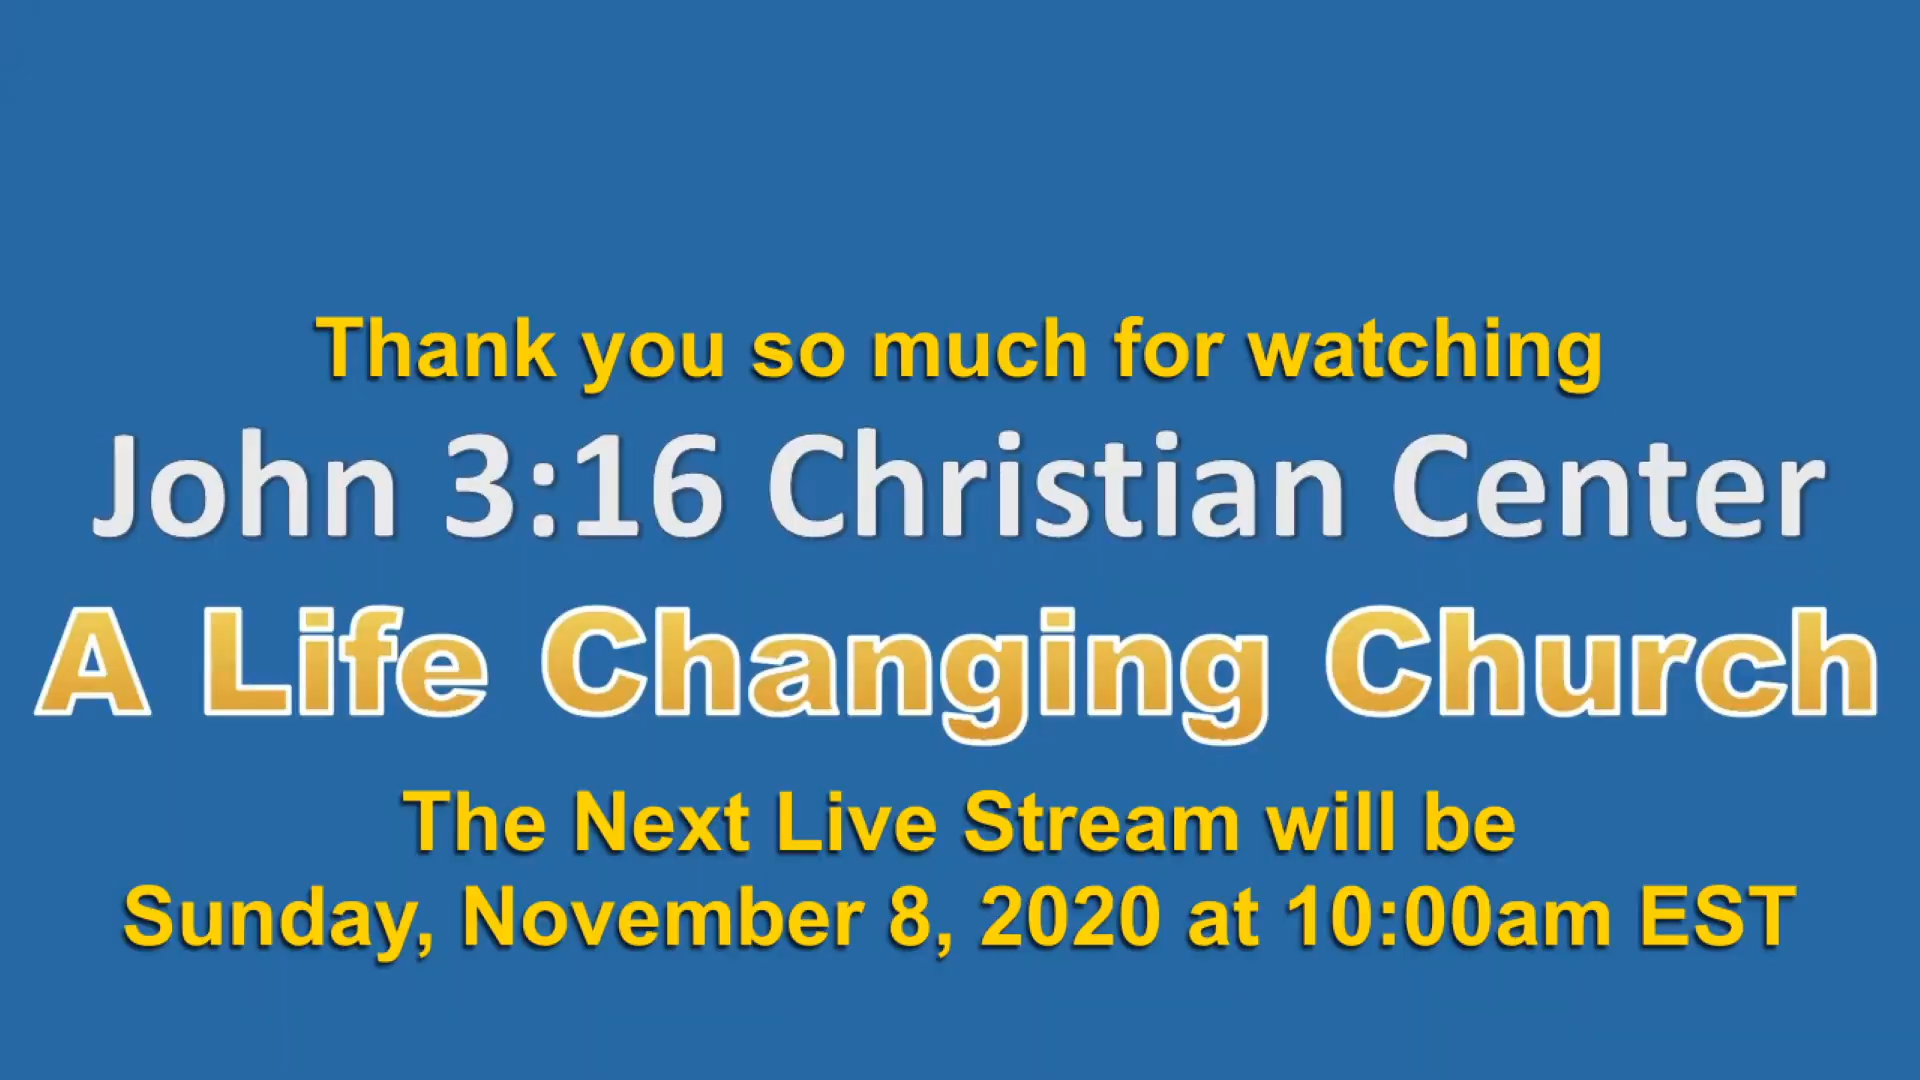 Thank you so much for watching
John 3:16 Christian Center
A Life Changing Church
The Next Live Stream will be
Sunday, November 8, 2020 at 10:00am EST